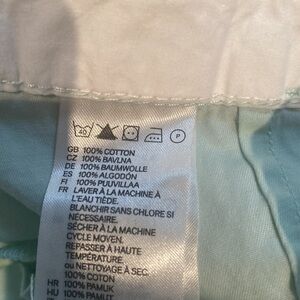 40
P
GB 100% COTTON
CZ 100% BAVLNA
DE 100% BAUMWOLLE
ES 100% ALGODÓN
FI 100% PUUVILLAA
FR LAVER À LA MACHINE À
L'EAU TIÈDE.
BLANCHIR SANS CHLORE SI
NÉCESSAIRE.
SÉCHER À LA MACHINE
CYCLE MOYEN.
REPASSER À HAUTE
TEMPÉRATURE.
ou NETTOYAGE À SEC.
100% COTON
HR 100% PAMUK
HU 100% PAMUT